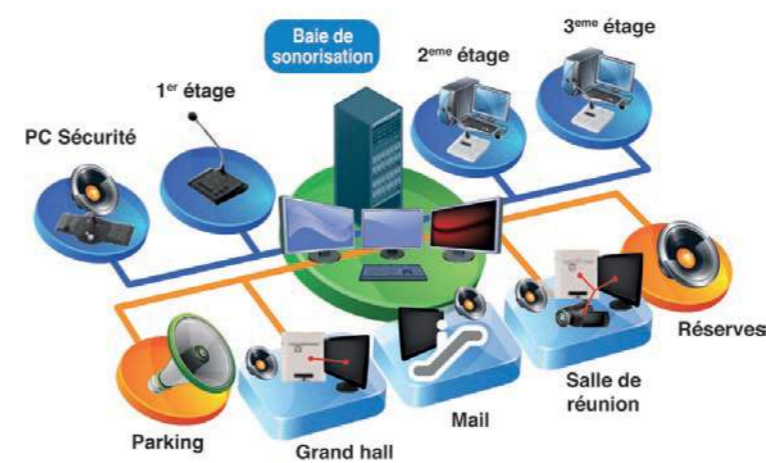 Baie de
sonorisation
3eme étage
2eme étage
1er étage
PC Sécurité
Réserves
Salle de
réunion
Mail
Parking
Grand hall